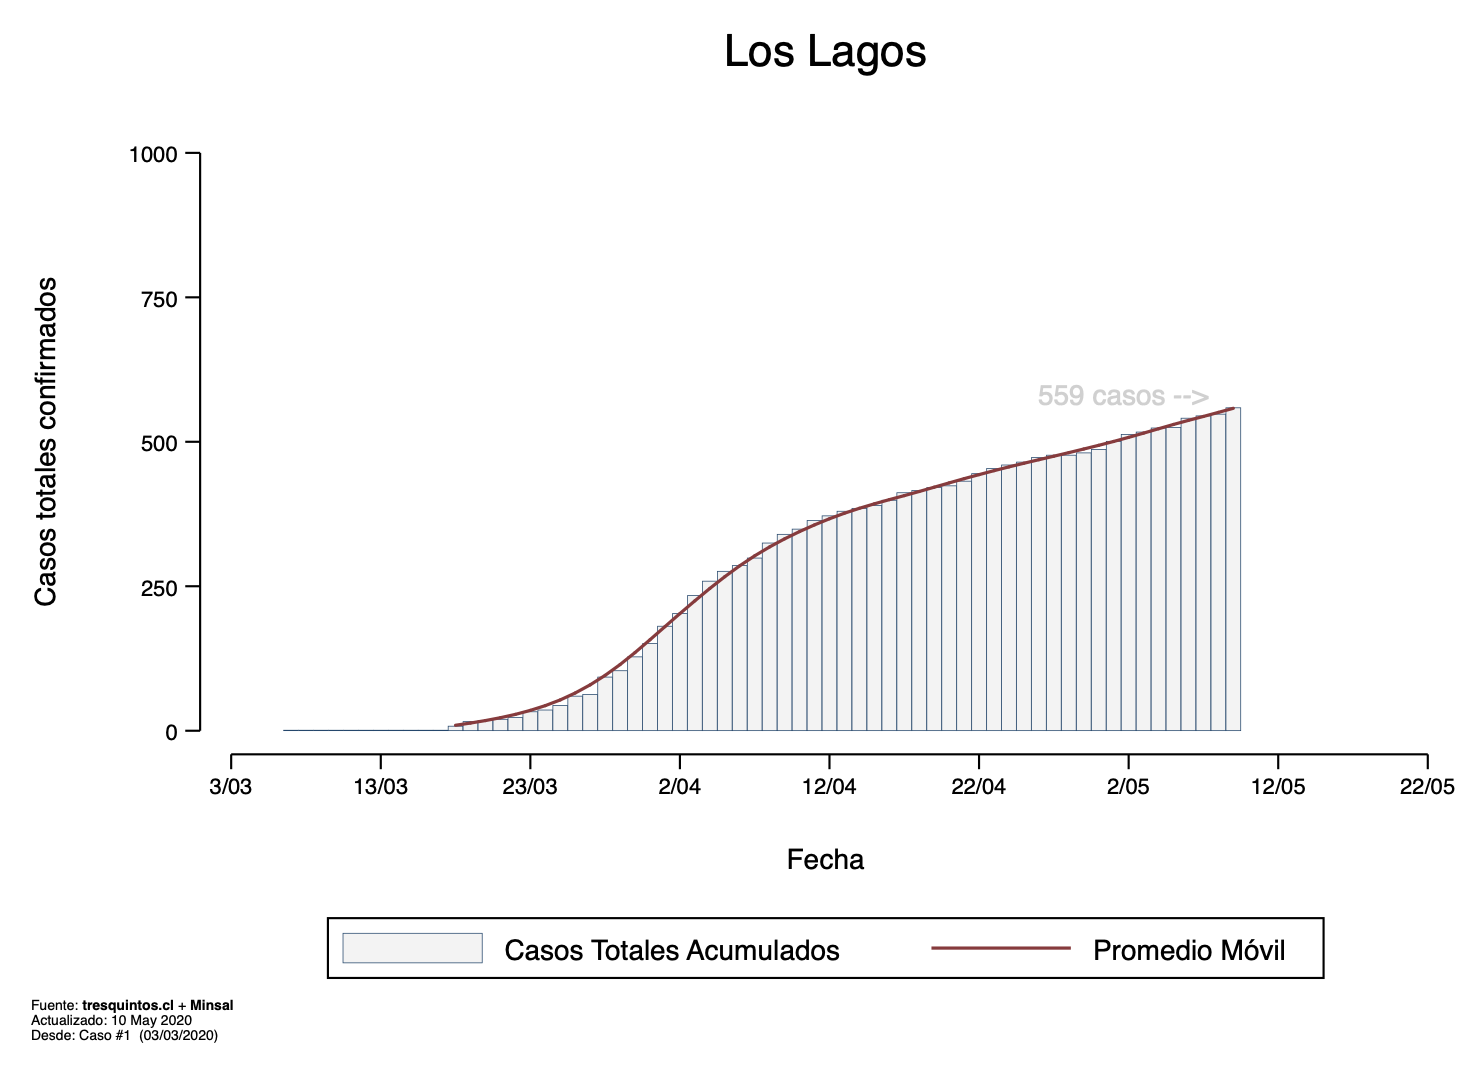 Los Lagos
Casos totales confirmados
1000
750
500
250
0
559 casos -->
3/03 13/03 23/03 2/04 12/04 22/04 2/05 12/05 22/05
Fecha
Casos Totales Acumulados Promedio Móvil
Fuente: tresquintos.cl + Minsal
Actualizado: 10 May 2020
Desde: Caso #1 (03/03/2020)